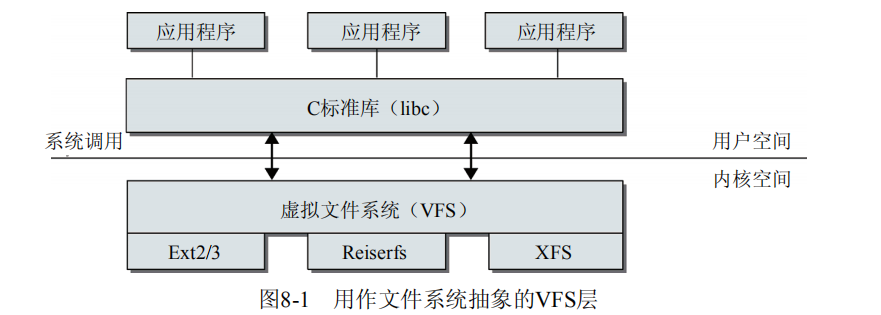 应用程序 应用程序 应用程序
C标准库（libc）
系统调用 用户空间
内核空间
虚拟文件系统（VFS）
Ext2/3 Reiserfs XFS
图8-1 用作文件系统抽象的VFS层